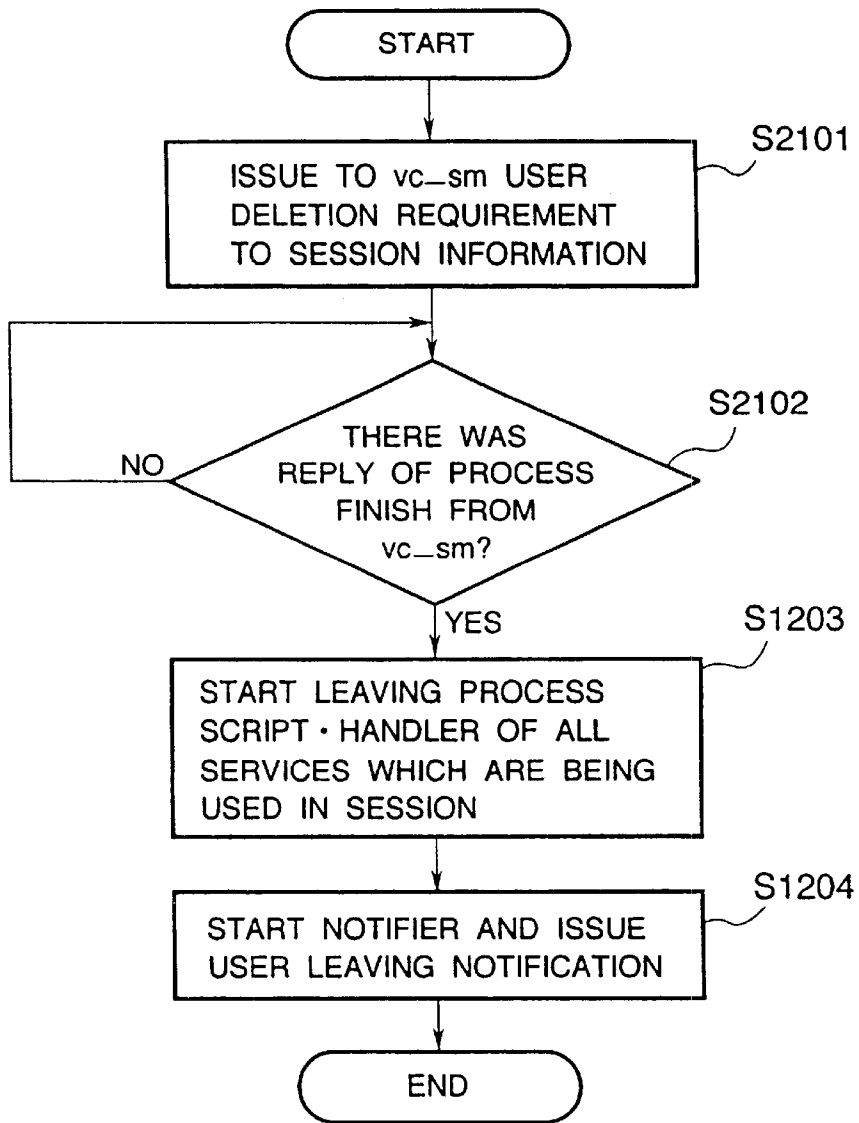 START
S2101
ISSUE TO vc_sm USER
DELETION REQUIREMENT
TO SESSION INFORMATION
S2102
THERE WAS
REPLY OF PROCESS
FINISH FROM
vc_sm?
NO
YES
S1203
START LEAVING PROCESS
SCRIPT・HANDLER OF ALL
SERVICES WHICH ARE BEING
USED IN SESSION
S1204
START NOTIFIER AND ISSUE
USER LEAVING NOTIFICATION
END